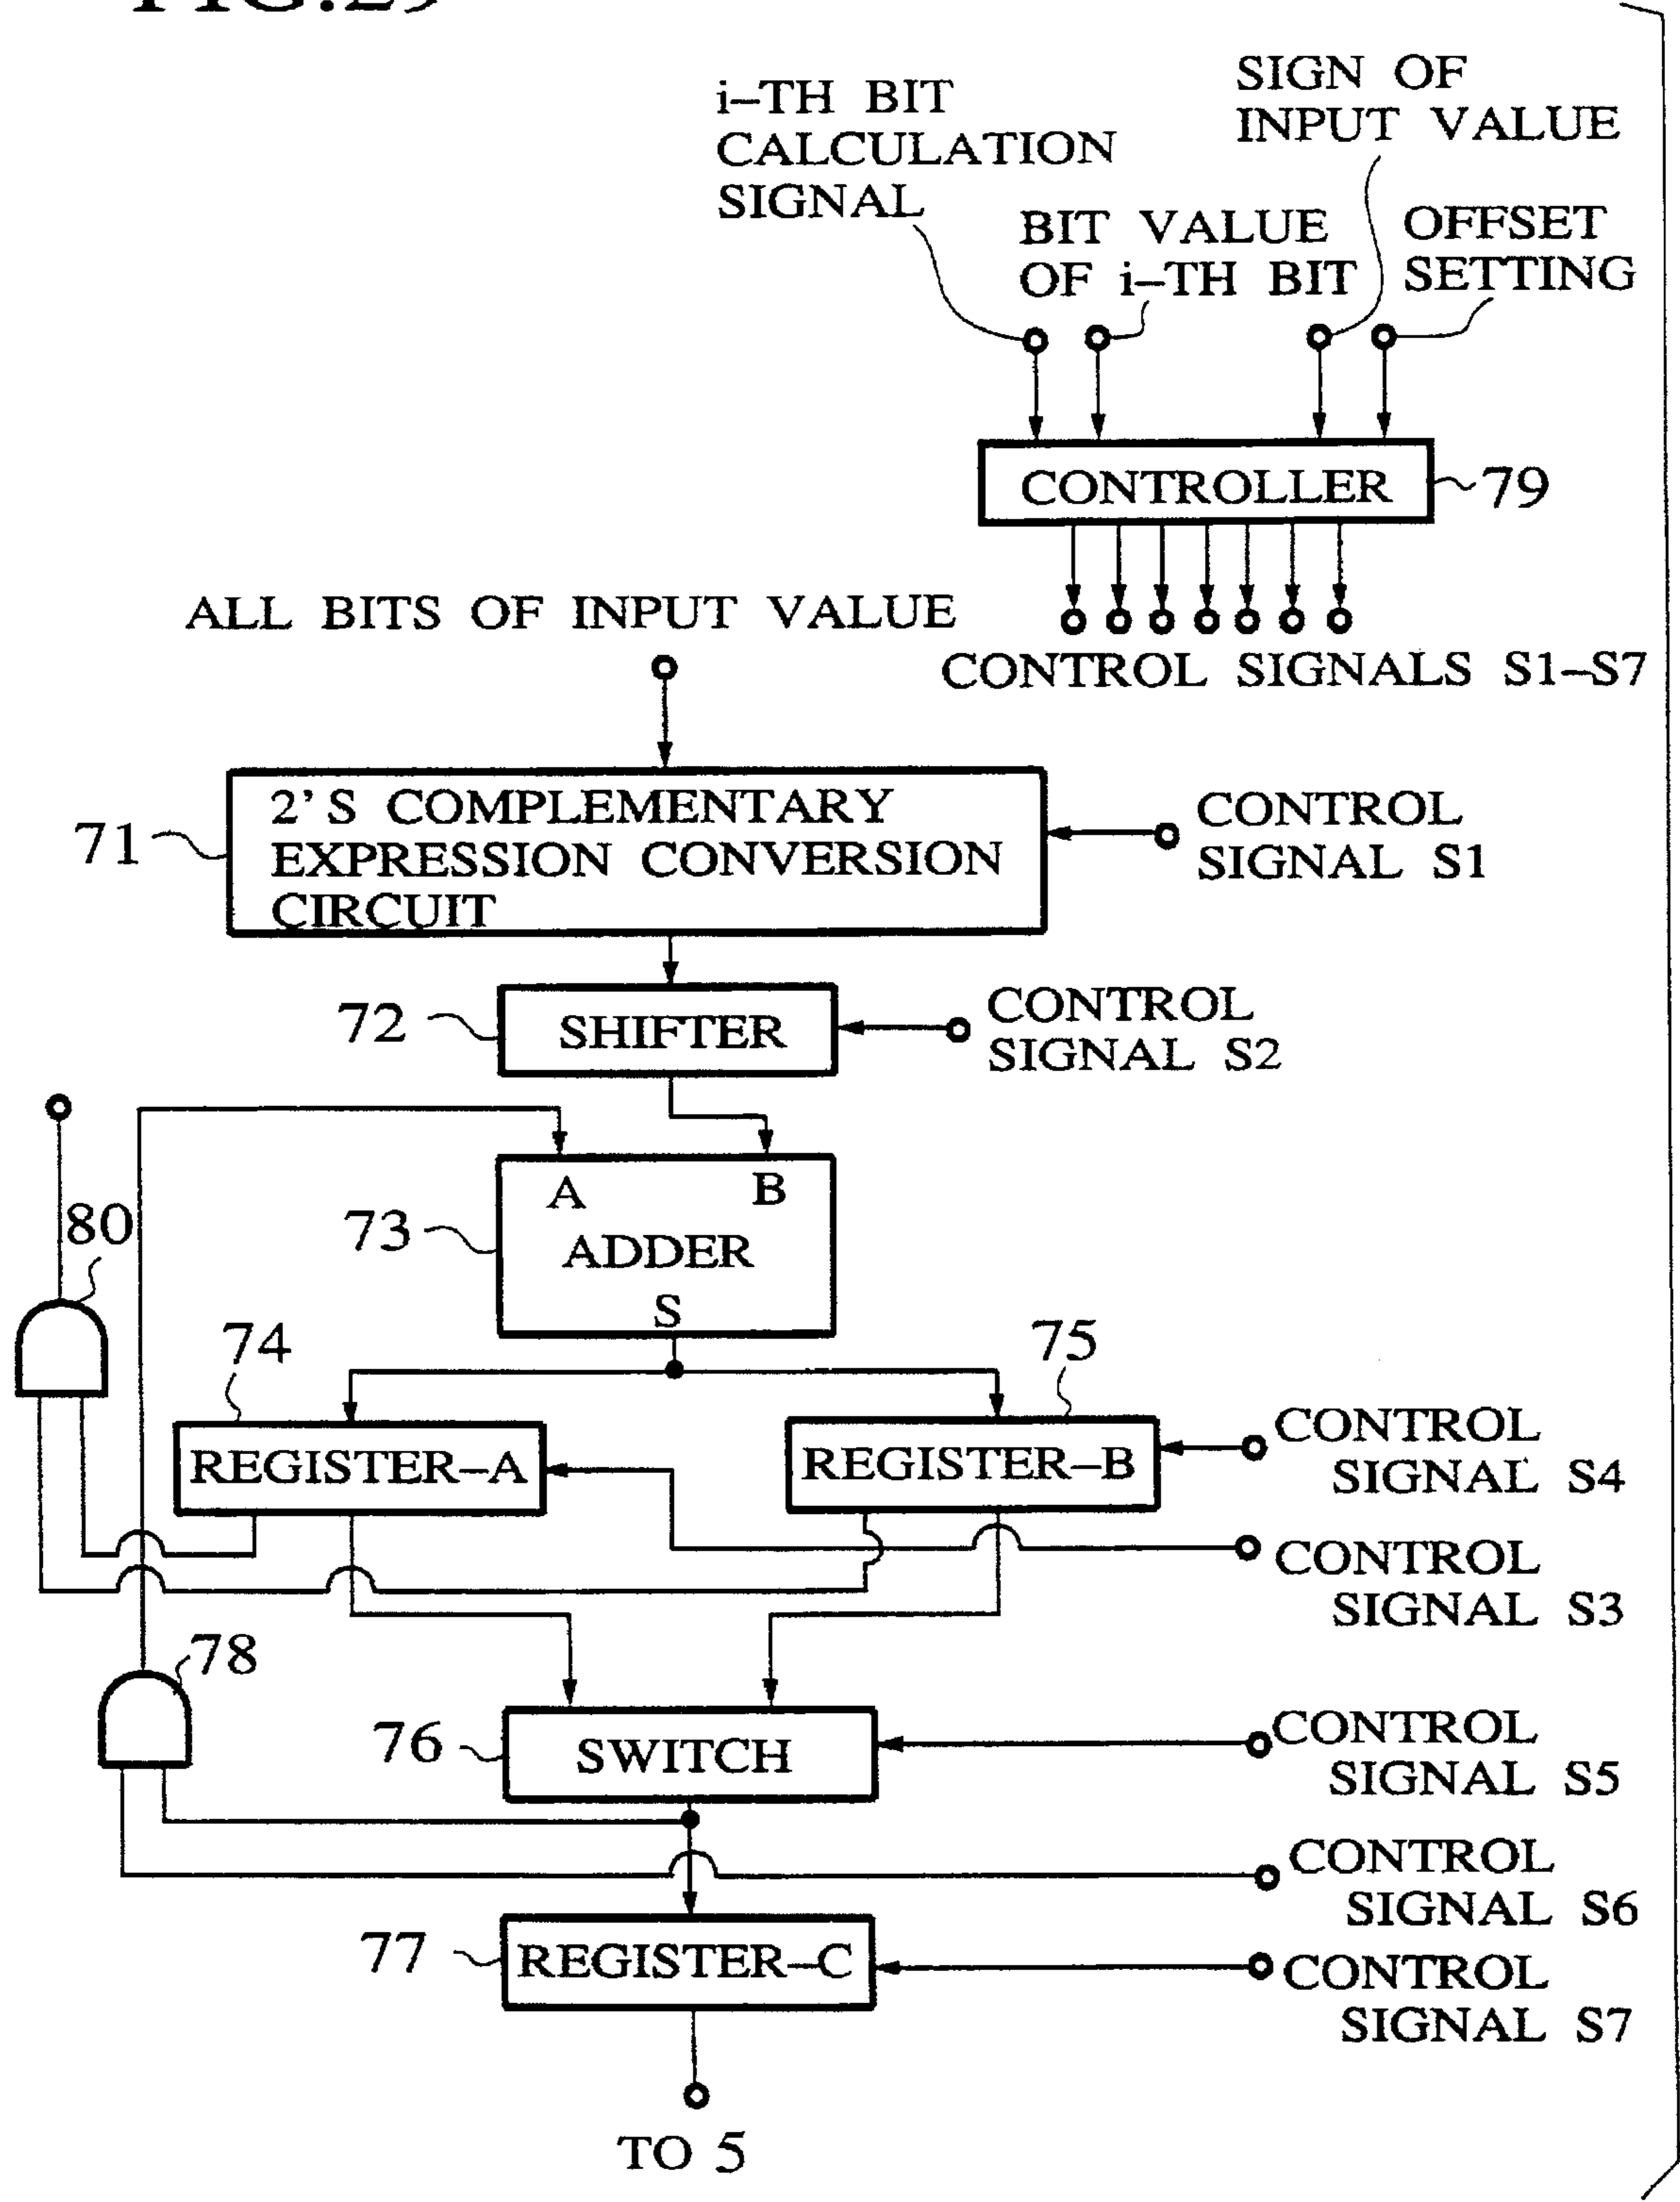 FIG.29
SIGN OF
INPUT VALUE
i-TH BIT
CALCULATION
SIGNAL
BIT VALUE
OF i-TH BIT
OFFSET
SETTING
CONTROLLER
79
CONTROL SIGNALS S1-S7
ALL BITS OF INPUT VALUE
71
2'S COMPLEMENTARY
EXPRESSION CONVERSION
CIRCUIT
CONTROL
SIGNAL S1
72
SHIFTER
CONTROL
SIGNAL S2
A B
73
ADDER
S
80
74
75
REGISTER-A
REGISTER-B
CONTROL
SIGNAL S4
CONTROL
SIGNAL S3
78
76
SWITCH
CONTROL
SIGNAL S5
CONTROL
SIGNAL S6
77
REGISTER-C
CONTROL
SIGNAL S7
TO 5